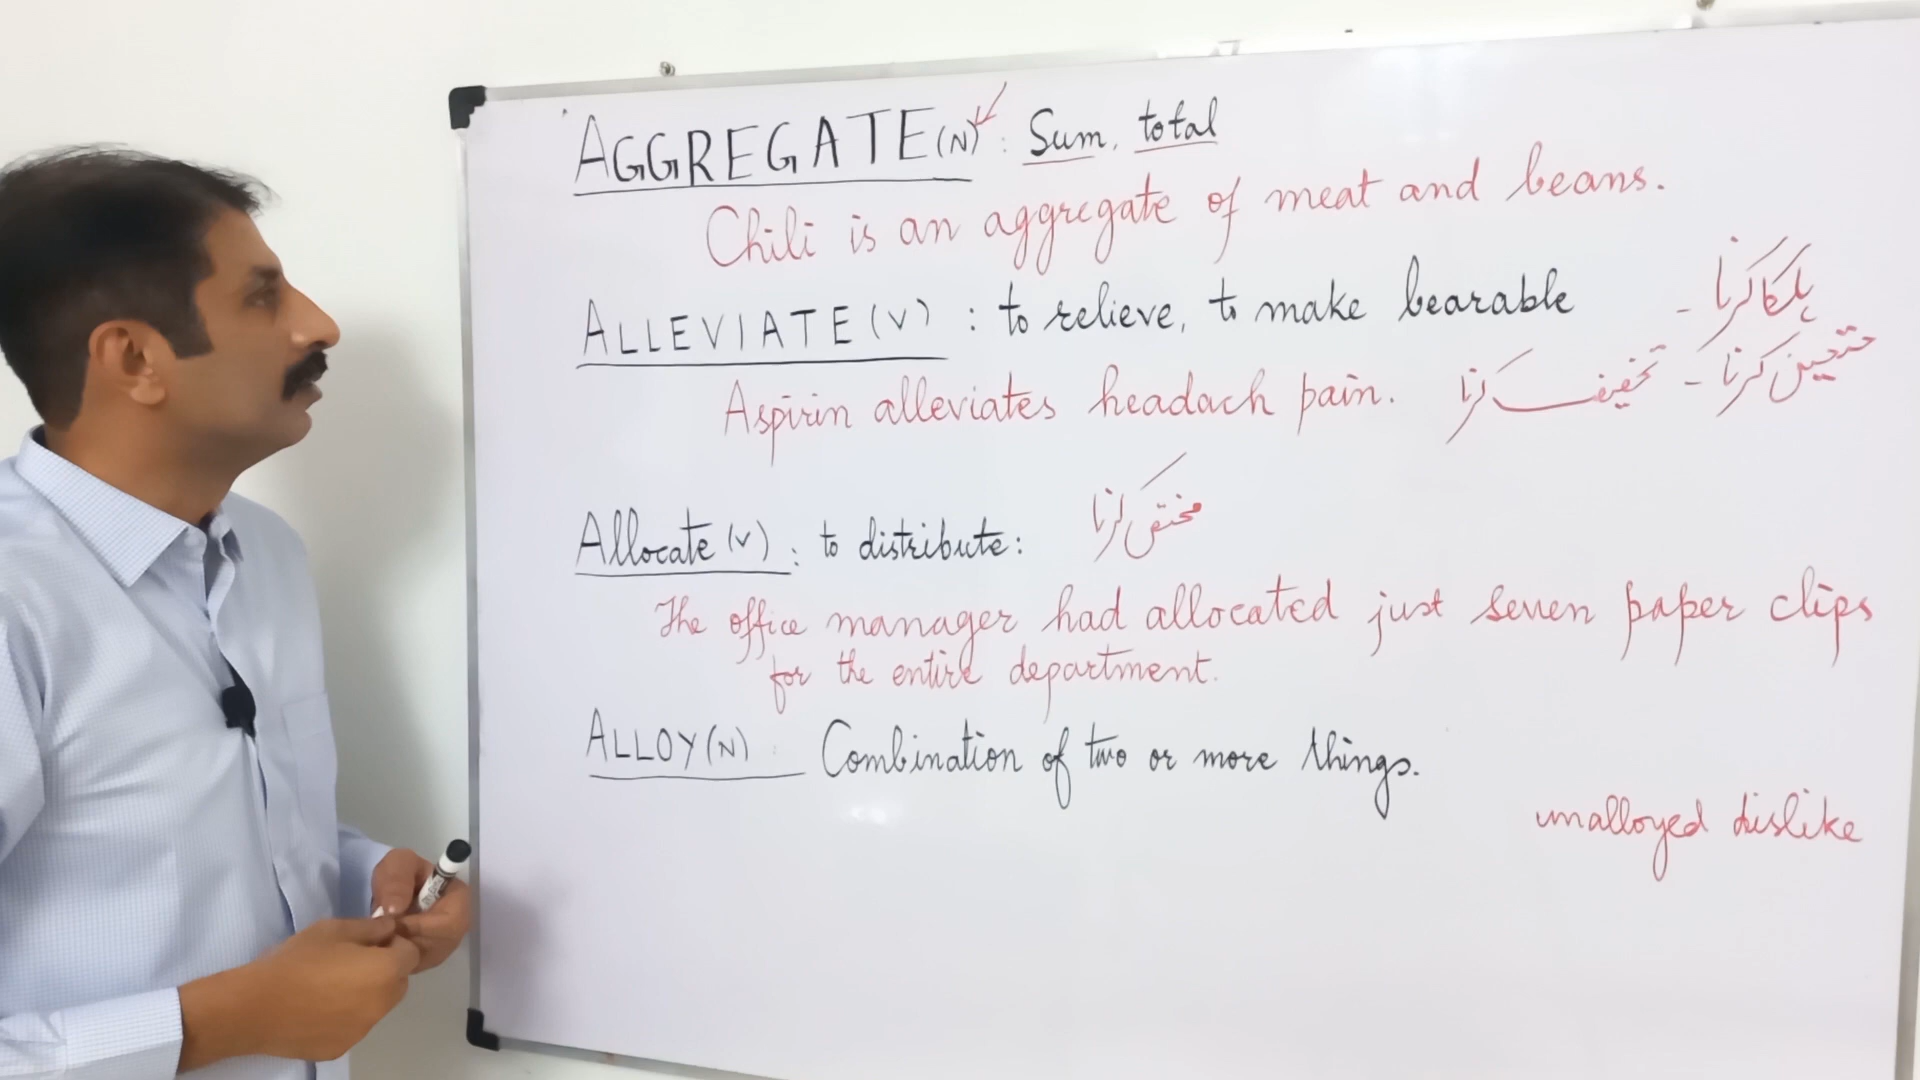 AGGREGATE (N) : Sum, total
Chili is an aggregate of meat and beans.
ALLEVIATE (V) : to relieve, to make bearable
ہلکا کرنا -
Aspirin alleviates headach pain.
کرنا - تخفیف کرنا
Allocate (v) : to distribute :
مختص کرنا
The office manager had allocated just seven paper clips
for the entire department.
ALLOY (N) : Combination of two or more things.
unalloyed dislike